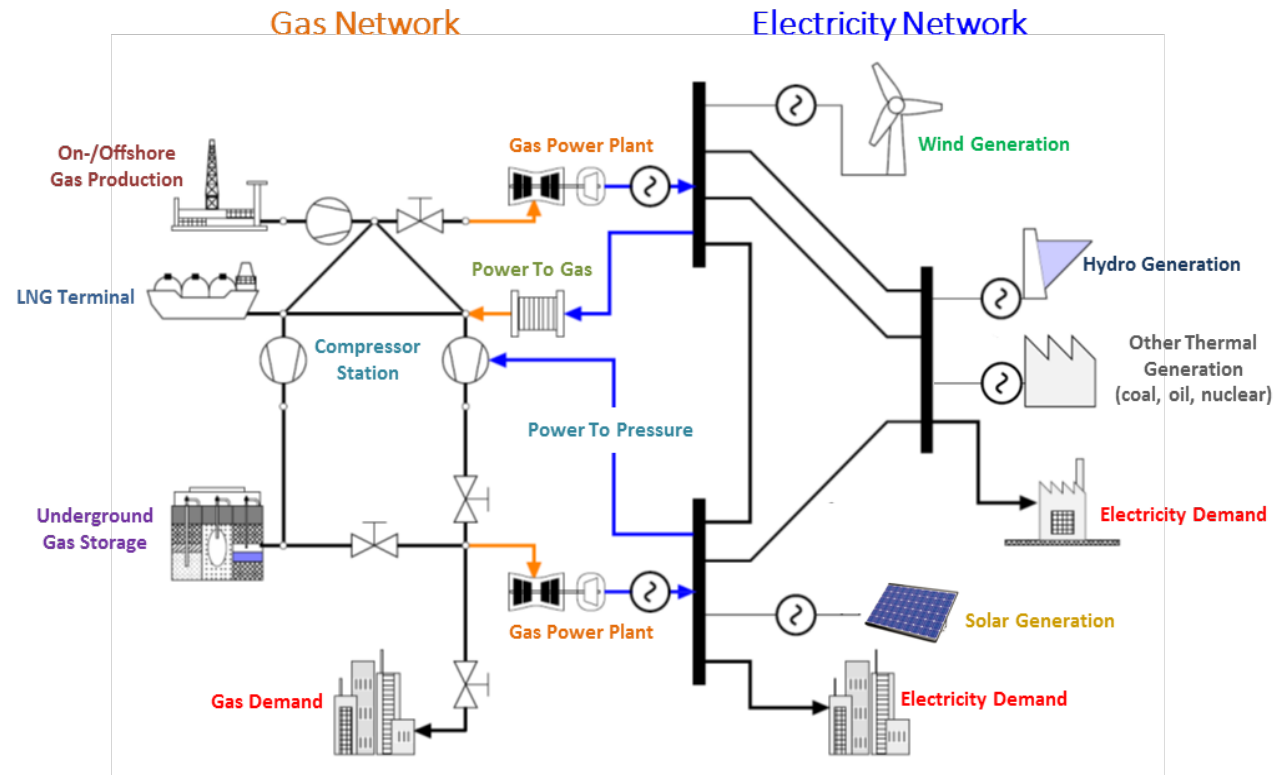 Gas Network
Electricity Network
On-/Offshore
Gas Production
Gas Power Plant
Wind Generation
LNG Terminal
Power To Gas
Hydro Generation
Compressor
Station
Other Thermal
Generation
(coal, oil, nuclear)
Power To Pressure
Underground
Gas Storage
Electricity Demand
Gas Power Plant
Solar Generation
Gas Demand
Electricity Demand